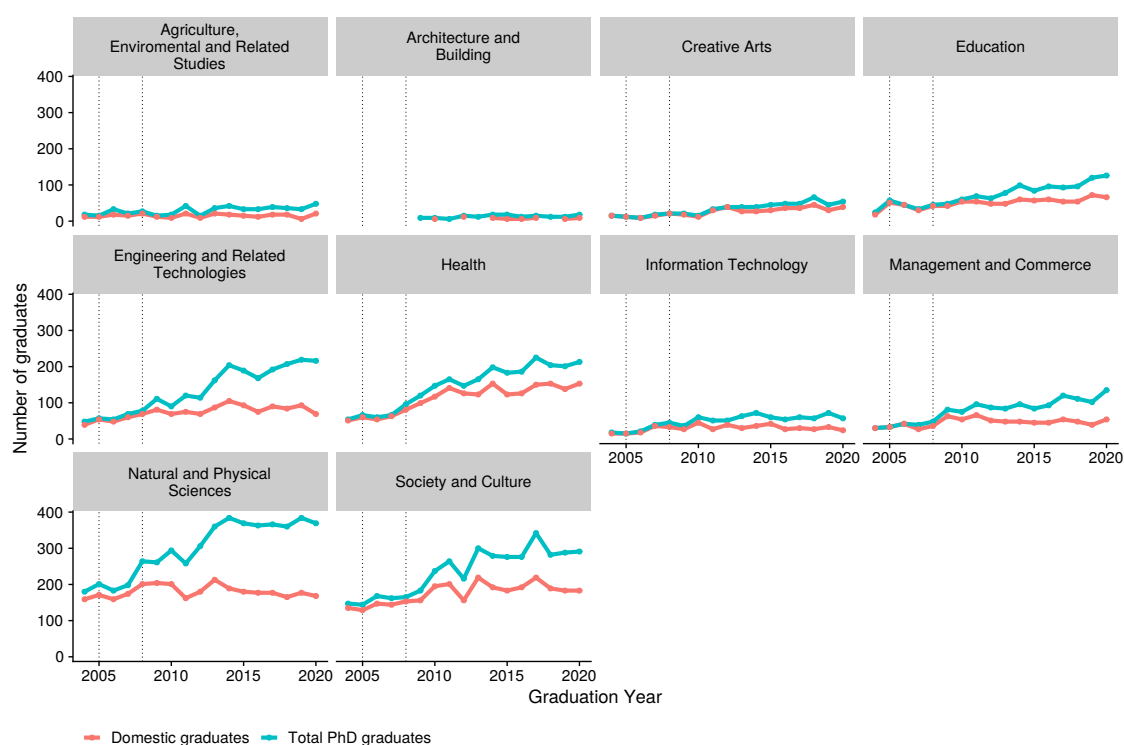 Agriculture,
Enviromental and Related
Studies
Architecture and
Building
Creative Arts
Education
400
300
200
100
0
Engineering and Related
Technologies
Health
Information Technology
Management and Commerce
400
300
200
100
0
2005 2010 2015 2020
2005 2010 2015 2020
Natural and Physical
Sciences
Society and Culture
400
300
200
100
0
2005 2010 2015 2020
2005 2010 2015 2020
Number of graduates
Graduation Year
Domestic graduates
Total PhD graduates